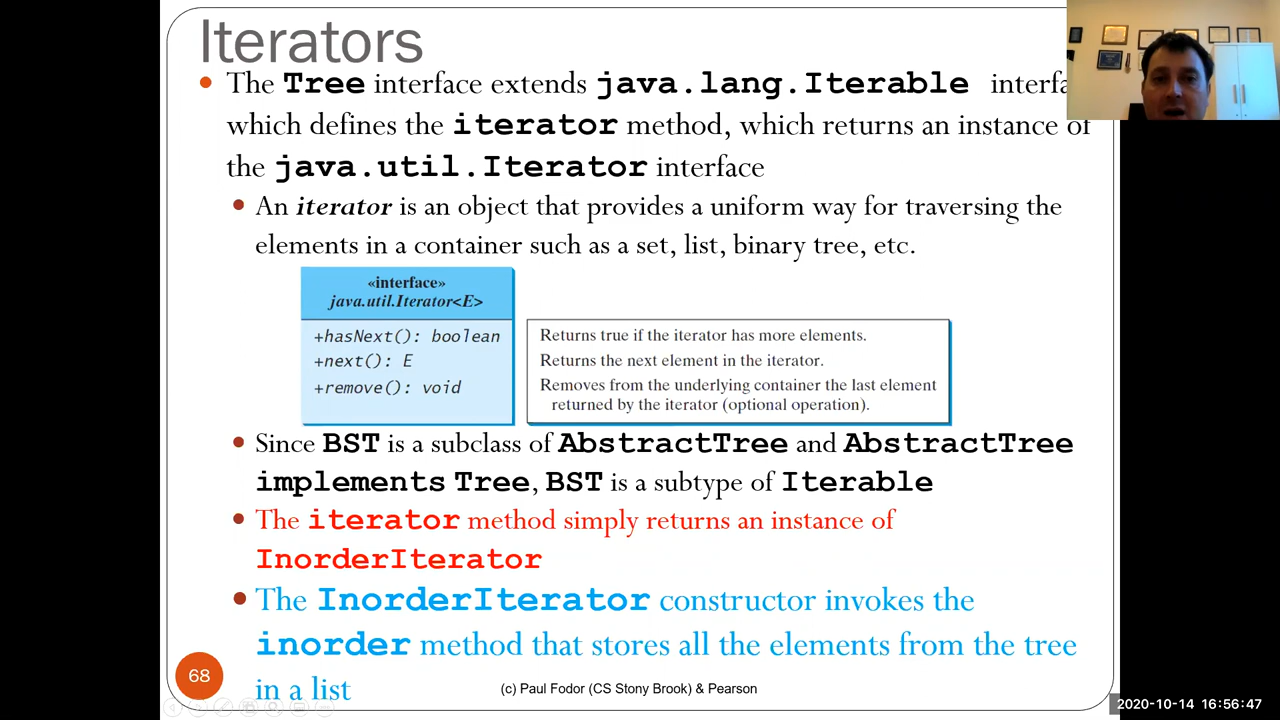 Iterators
The Tree interface extends java.lang.Iterable interfa
which defines the iterator method, which returns an instance of
the java.util.Iterator interface
An iterator is an object that provides a uniform way for traversing the
elements in a container such as a set, list, binary tree, etc.
«interface»
java.util.Iterator<E>
+hasNext(): boolean
Returns true if the iterator has more elements.
+next(): E
Returns the next element in the iterator.
+remove(): void
Removes from the underlying container the last element
returned by the iterator (optional operation).
Since BST is a subclass of AbstractTree and AbstractTree
implements Tree, BST is a subtype of Iterable
The iterator method simply returns an instance of
InorderIterator
The InorderIterator constructor invokes the
inorder method that stores all the elements from the tree
in a list
68
(c) Paul Fodor (CS Stony Brook) & Pearson
2020-10-14 16:56:47